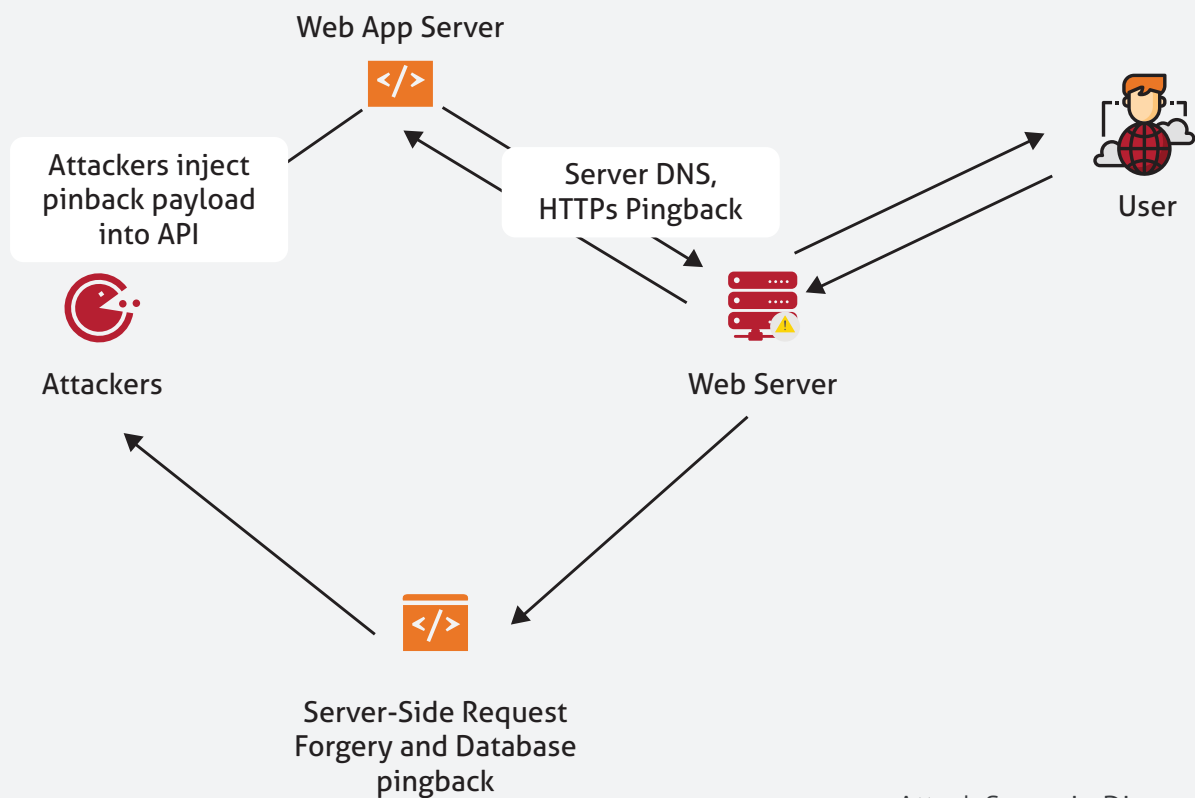 Web App Server
</>
Attackers inject
pinback payload
into API
Server DNS,
HTTPs Pingback
User
Attackers
Web Server
</>
Server-Side Request
Forgery and Database
pingback